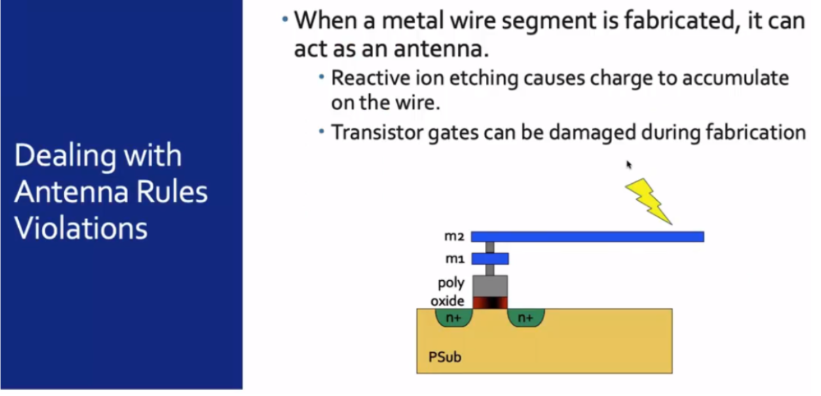 Dealing with
Antenna Rules
Violations
• When a metal wire segment is fabricated, it can
act as an antenna.
• Reactive ion etching causes charge to accumulate
on the wire.
• Transistor gates can be damaged during fabrication
m2
m1
poly
oxide
n+ n+
PSub